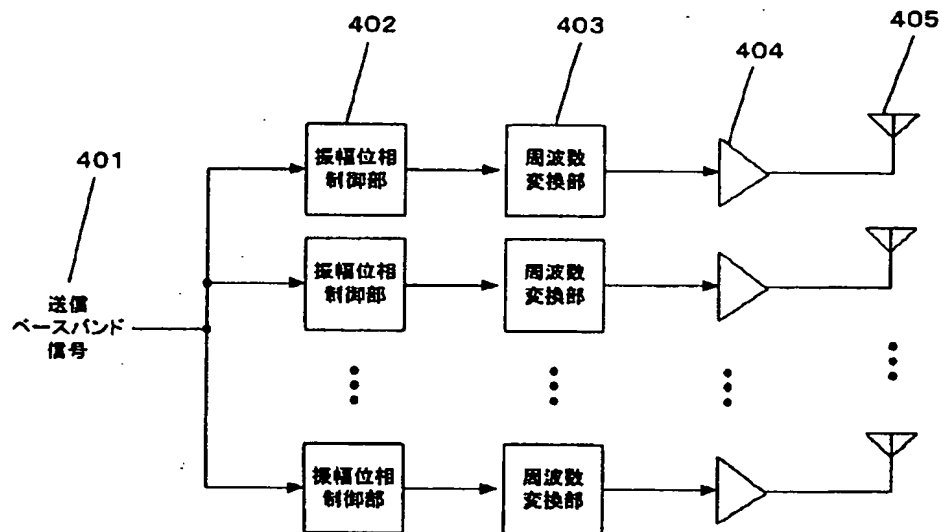 402
403
404
405
401
振幅位相
制御部
周波数
変換部
振幅位相
制御部
周波数
変換部
送信
ベースバンド
信号
振幅位相
制御部
周波数
変換部